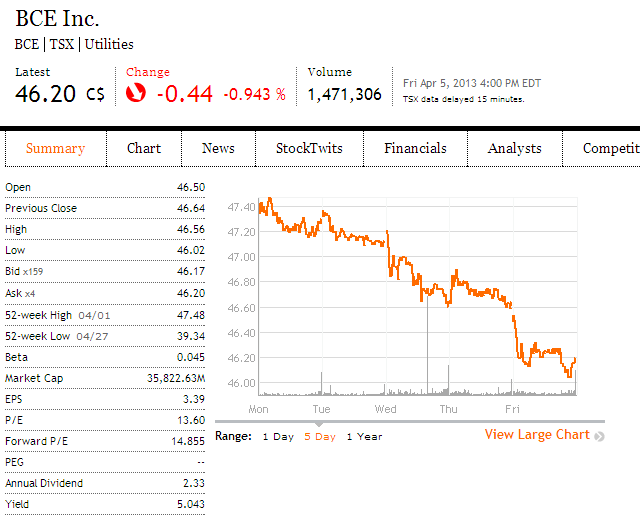 BCE Inc.
BCE | TSX | Utilities
Latest
46.20 C$
Change
-0.44 -0.943 %
Volume
1,471,306
Fri Apr 5, 2013 4:00 PM EDT
TSX data delayed 15 minutes.
Summary Chart News StockTwits Financials Analysts Competit
Open 46.50
Previous Close 46.64
High 46.56
Low 46.02
Bid x159 46.17
Ask x4 46.20
52-week High 04/01 47.48
52-week Low 04/27 39.34
Beta 0.045
Market Cap 35,822.63M
EPS 3.39
P/E 13.60
Forward P/E 14.855
PEG --
Annual Dividend 2.33
Yield 5.043
47.40
47.20
47.00
46.80
46.60
46.40
46.20
46.00
Mon Tue Wed Thu Fri
Range: 1 Day 5 Day 1 Year
View Large Chart